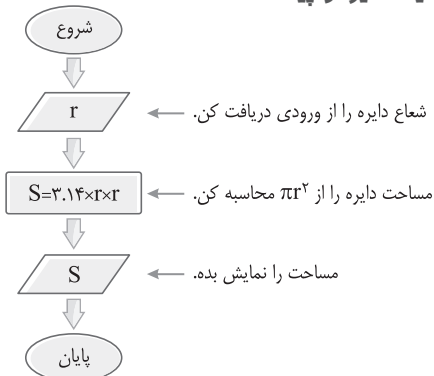 شروع
r
شعاع دایره را از ورودی دریافت کن.
S=۳.۱۴×r×r
مساحت دایره را از πr۲ محاسبه کن.
S
مساحت را نمایش بده.
پایان